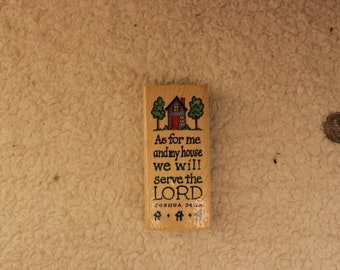 As for me
and my house
we will
serve the
LORD
JOSHUA 24:15